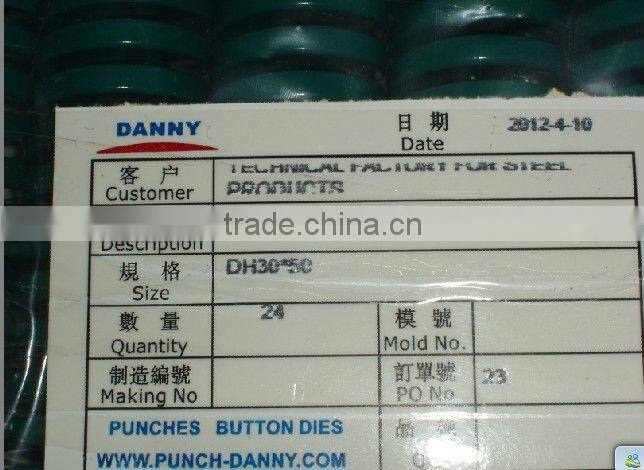 DANNY 日 期 2012-4-10
Date
客 户 TECHNICAL FACTORY FOR STEEL
Customer PRODUCTS
trade.china.cn
Description
規 格 DH30*50
Size
數 量 24 模 號
Quantity Mold No.
制造編號 訂單號 23
Making No PO No
PUNCHES BUTTON DIES 品
WWW.PUNCH-DANNY.COM